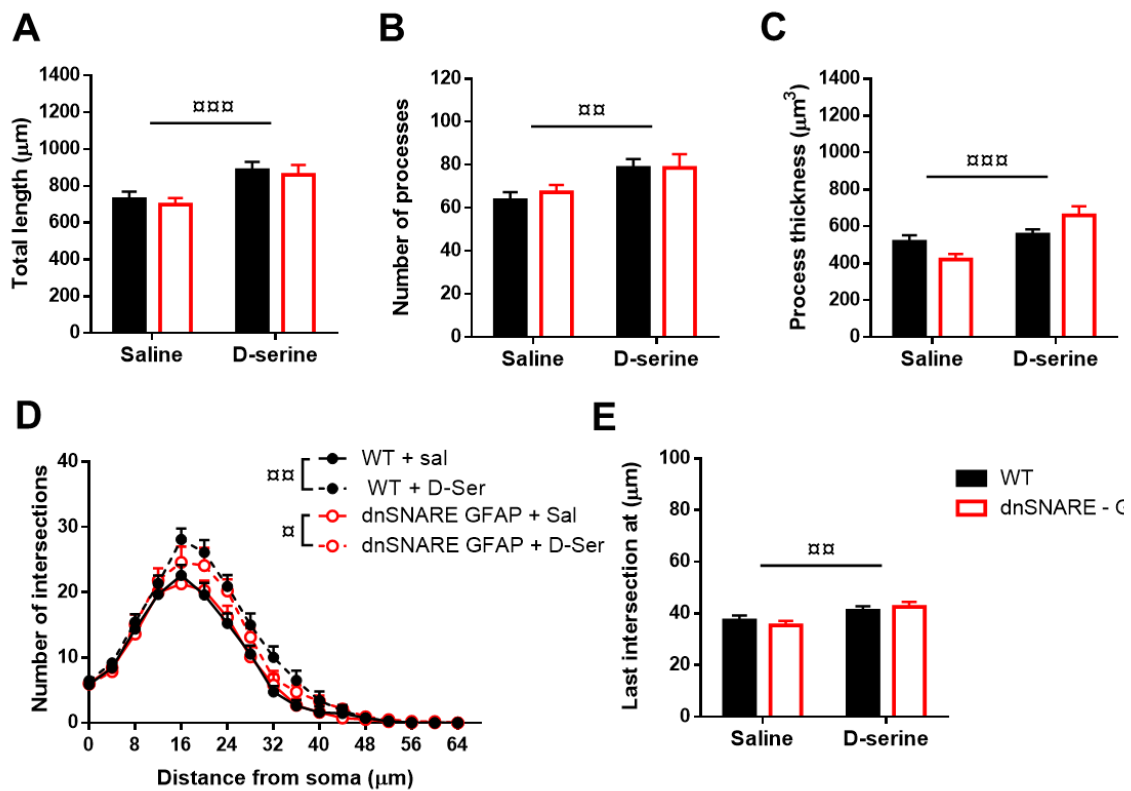 A
Total length (µm)
1400
1200
1000
800
600
400
200
0
¤¤¤
Saline
D-serine
B
Number of processes
120
100
80
60
40
20
0
¤¤
Saline
D-serine
C
Process thickness (µm³)
1400
1200
1000
800
600
400
200
0
¤¤¤
Saline
D-serine
D
Number of intersections
40
30
20
10
0
¤¤
WT + sal
WT + D-Ser
¤
dnSNARE GFAP + Sal
dnSNARE GFAP + D-Ser
0 8 16 24 32 40 48 56 64
Distance from soma (µm)
E
Last intersection at (µm)
100
80
60
40
20
0
¤¤
Saline
D-serine
WT
dnSNARE - G